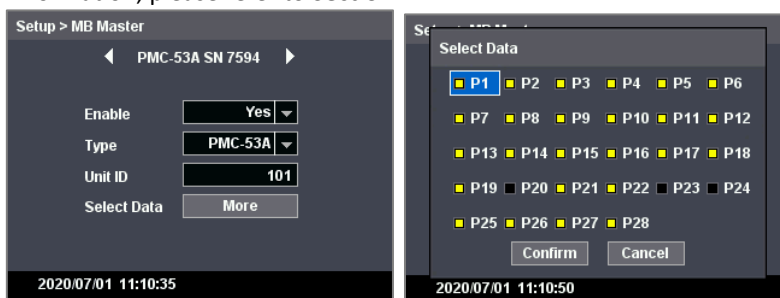 Setup > MB Master
PMC-53A SN 7594
Enable Yes
Type PMC-53A
Unit ID 101
Select Data More
2020/07/01 11:10:35
Select Data
P1 P2 P3 P4 P5 P6
P7 P8 P9 P10 P11 P12
P13 P14 P15 P16 P17 P18
P19 P20 P21 P22 P23 P24
P25 P26 P27 P28
Confirm Cancel
2020/07/01 11:10:50